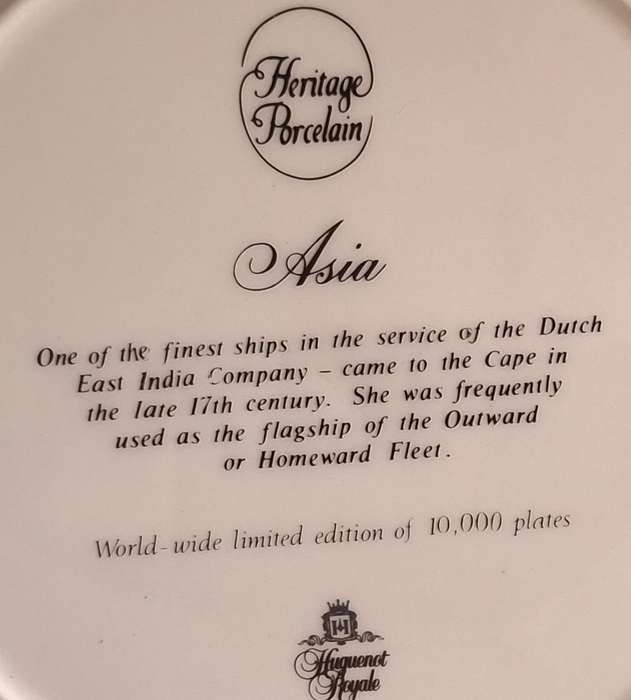 Heritage
Porcelain
Asia
One of the finest ships in the service of the Dutch
East India Company – came to the Cape in
the late 17th century. She was frequently
used as the flagship of the Outward
or Homeward Fleet.
World-wide limited edition of 10,000 plates
H
Huguenot
Royale